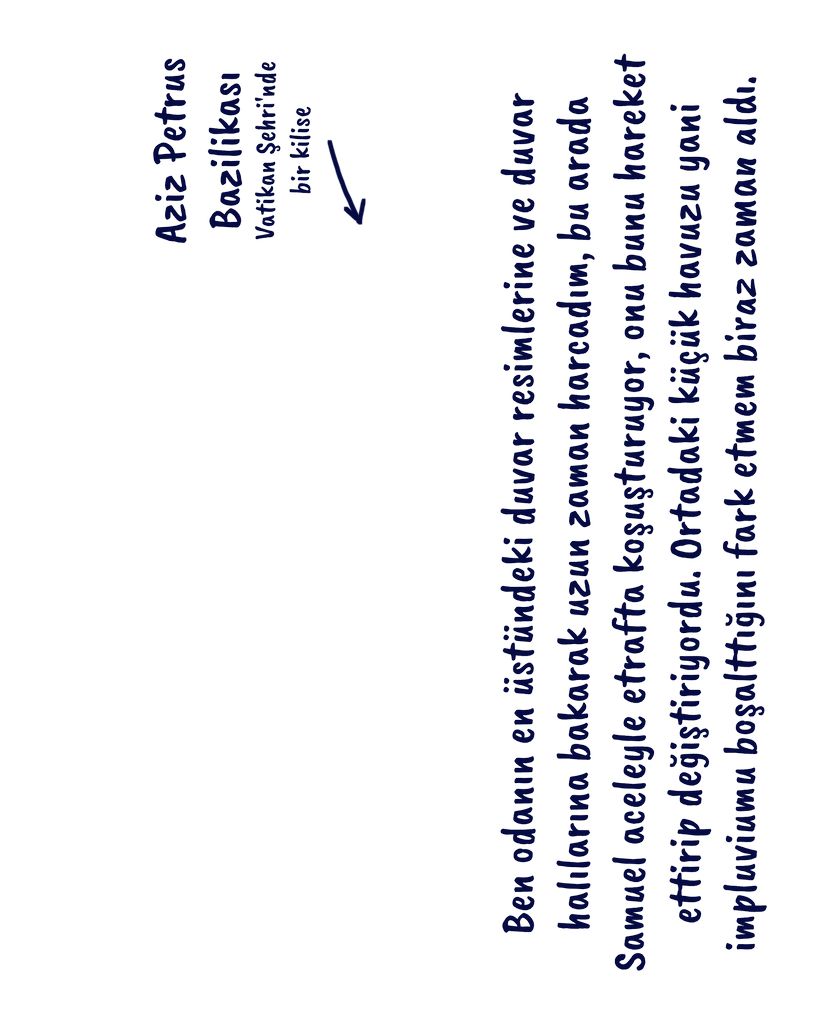 Aziz Petrus
Bazilikası
Vatikan Şehri'nde
bir kilise
Ben odanın en üstündeki duvar resimlerine ve duvar
halılarına bakarak uzun zaman harcadım, bu arada
Samuel aceleyle etrafta koşuşturuyor, onu bunu hareket
ettirip değiştiriyordu. Ortadaki küçük havuzu yani
impluviumu boşalttığını fark etmem biraz zaman aldı.